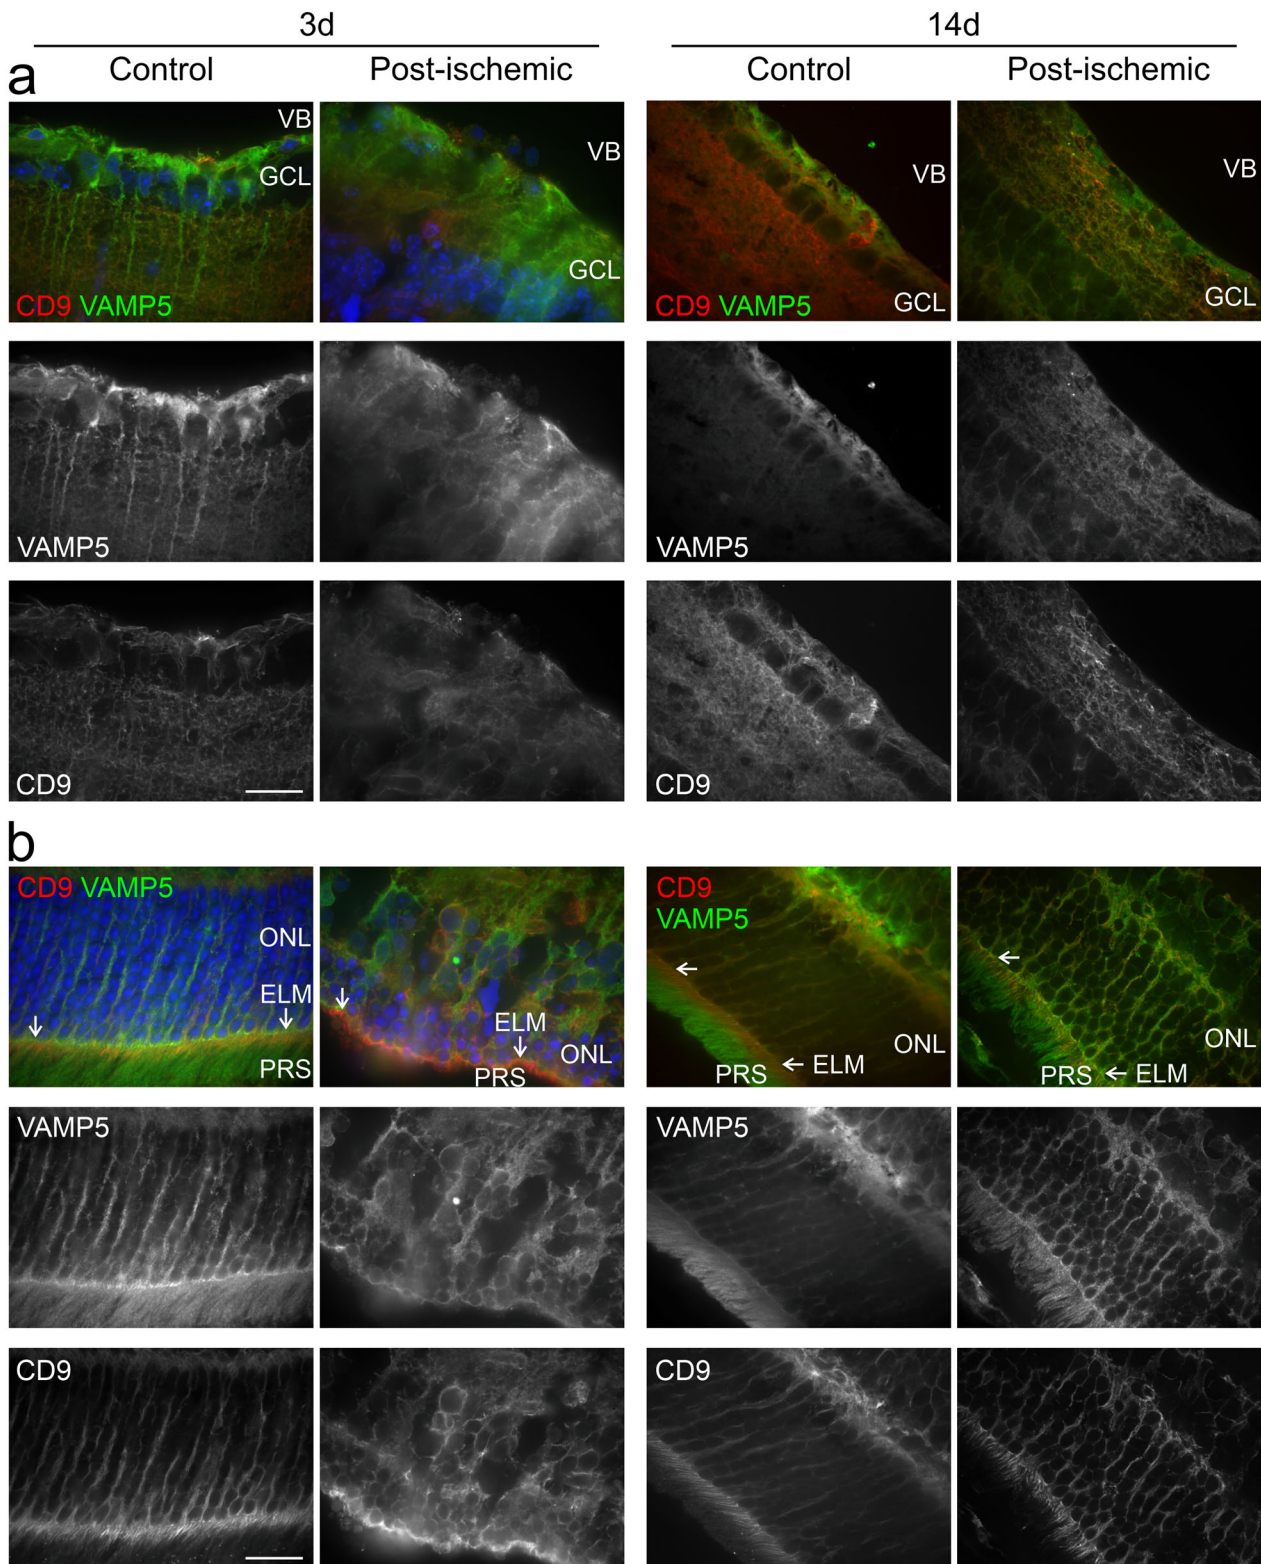 3d 14d
a Control Post-ischemic Control Post-ischemic
VB VB VB VB
GCL GCL GCL GCL
CD9 VAMP5 CD9 VAMP5
VAMP5 VAMP5
CD9 CD9
b
CD9 VAMP5 CD9
VAMP5
ONL ELM PRS
ELM ONL PRS
ONL PRS ELM
ONL PRS ELM
VAMP5 VAMP5
CD9 CD9